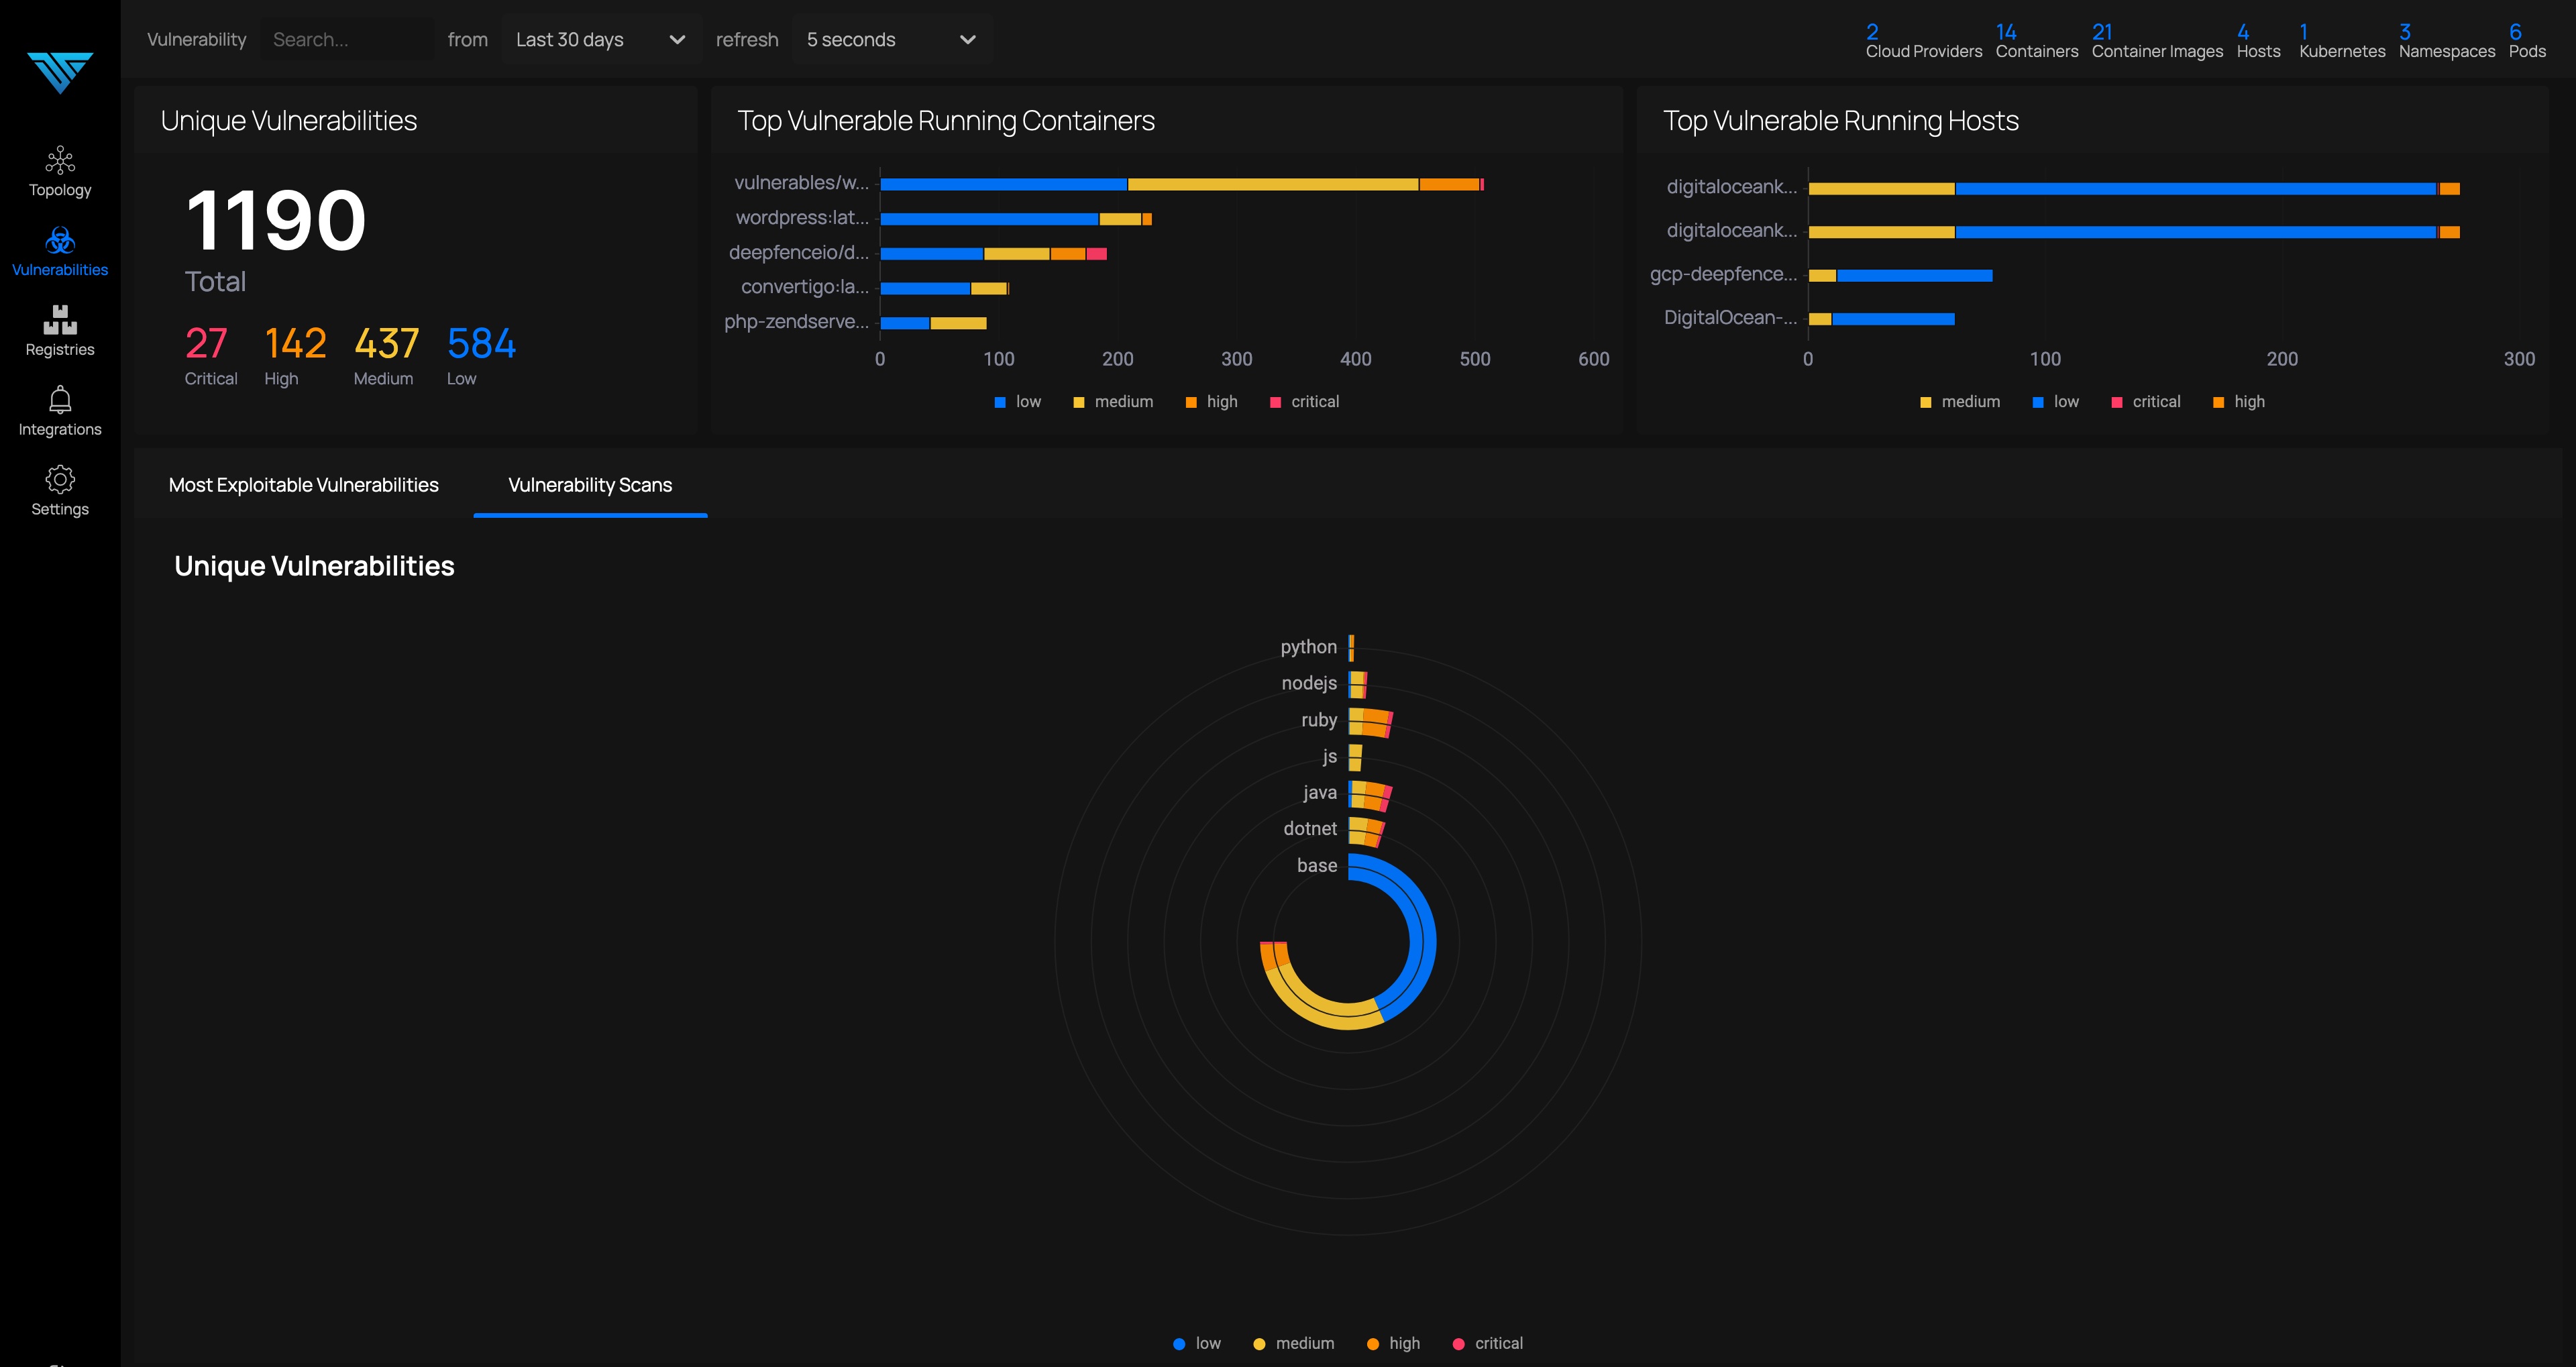 Vulnerability Search... from Last 30 days refresh 5 seconds
2 14 21 4 1 3 6
Cloud Providers Containers Container Images Hosts Kubernetes Namespaces Pods
Topology
Vulnerabilities
Registries
Integrations
Settings
Unique Vulnerabilities
1190
Total
27 142 437 584
Critical High Medium Low
Top Vulnerable Running Containers
vulnerables/w...
wordpress:lat...
deepfenceio/d...
convertigo:la...
php-zendserve...
0 100 200 300 400 500 600
low medium high critical
Top Vulnerable Running Hosts
digitaloceank...
digitaloceank...
gcp-deepfence...
DigitalOcean-...
0 100 200 300
medium low critical high
Most Exploitable Vulnerabilities Vulnerability Scans
Unique Vulnerabilities
python
nodejs
ruby
js
java
dotnet
base
low medium high critical